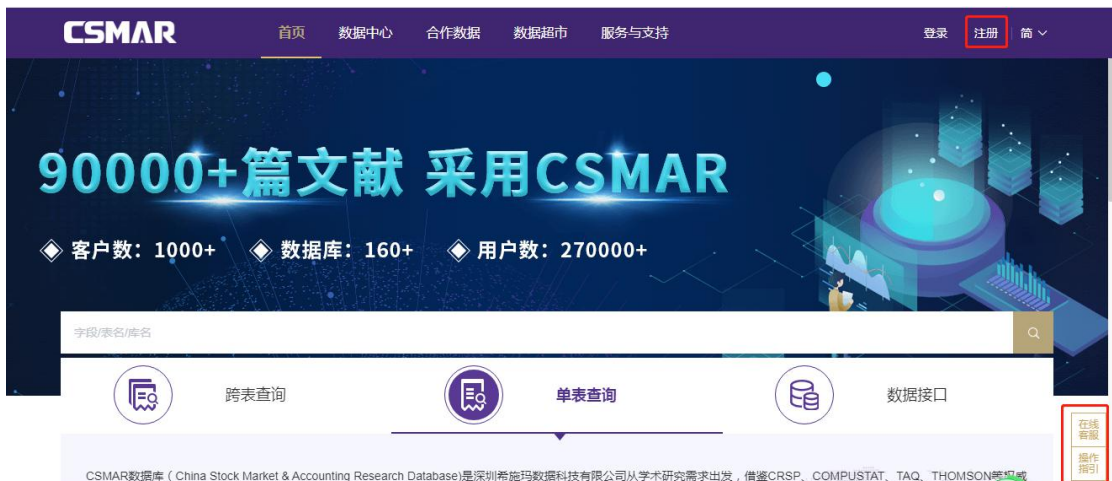 CSMAR 首页 数据中心 合作数据 数据超市 服务与支持 登录 注册 简
90000+篇文献 采用CSMAR
客户数：1000+ 数据库：160+ 用户数：270000+
字段/表名/库名
跨表查询 单表查询 数据接口
在线
客服
操作
指引
CSMAR数据库（China Stock Market & Accounting Research Database)是深圳希施玛数据科技有限公司从学术研究需求出发，借鉴CRSP、COMPUSTAT、TAQ、THOMSON等权威